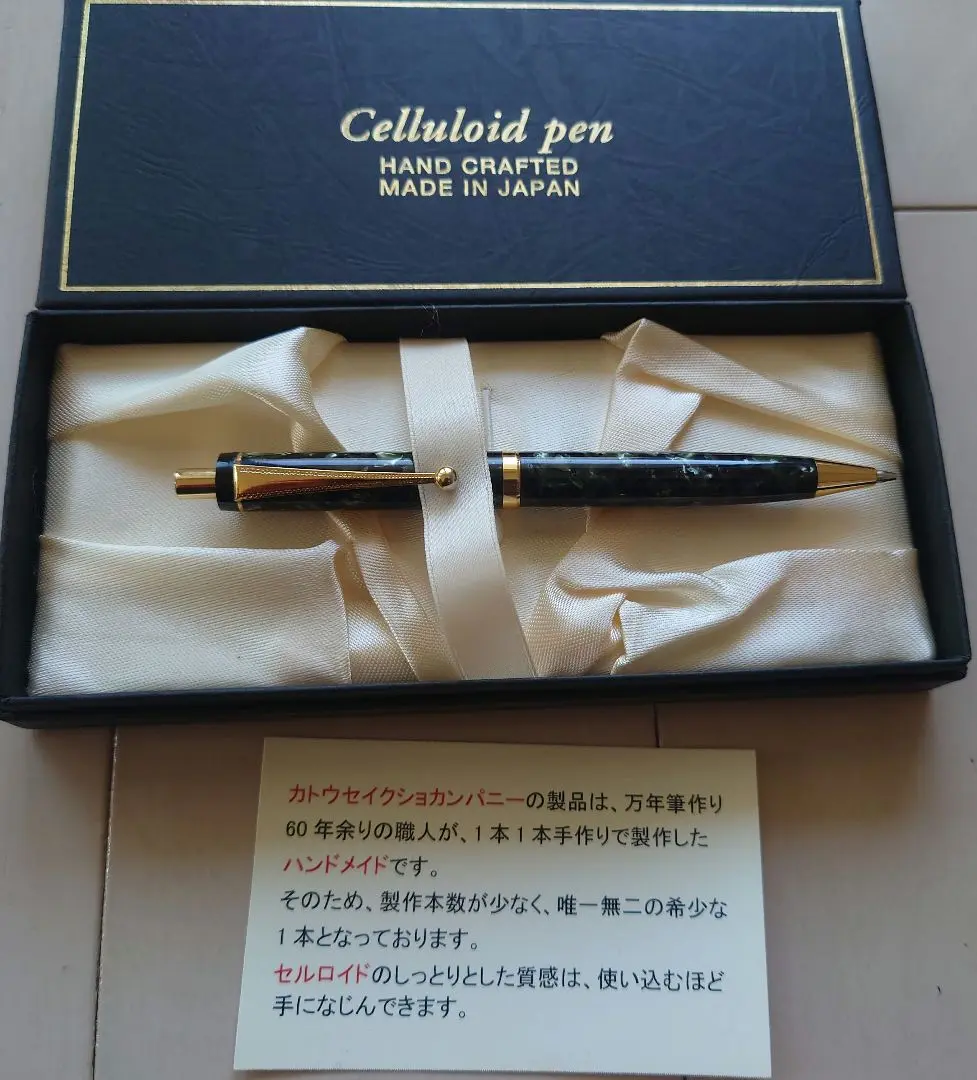 Celluloid pen
HAND CRAFTED
MADE IN JAPAN
カトウセイクショカンパニーの製品は、万年筆作り
60年余りの職人が、1本1本手作りで製作した
ハンドメイドです。
そのため、製作本数が少なく、唯一無二の希少な
1本となっております。
セルロイドのしっとりとした質感は、使い込むほど
手になじんできます。